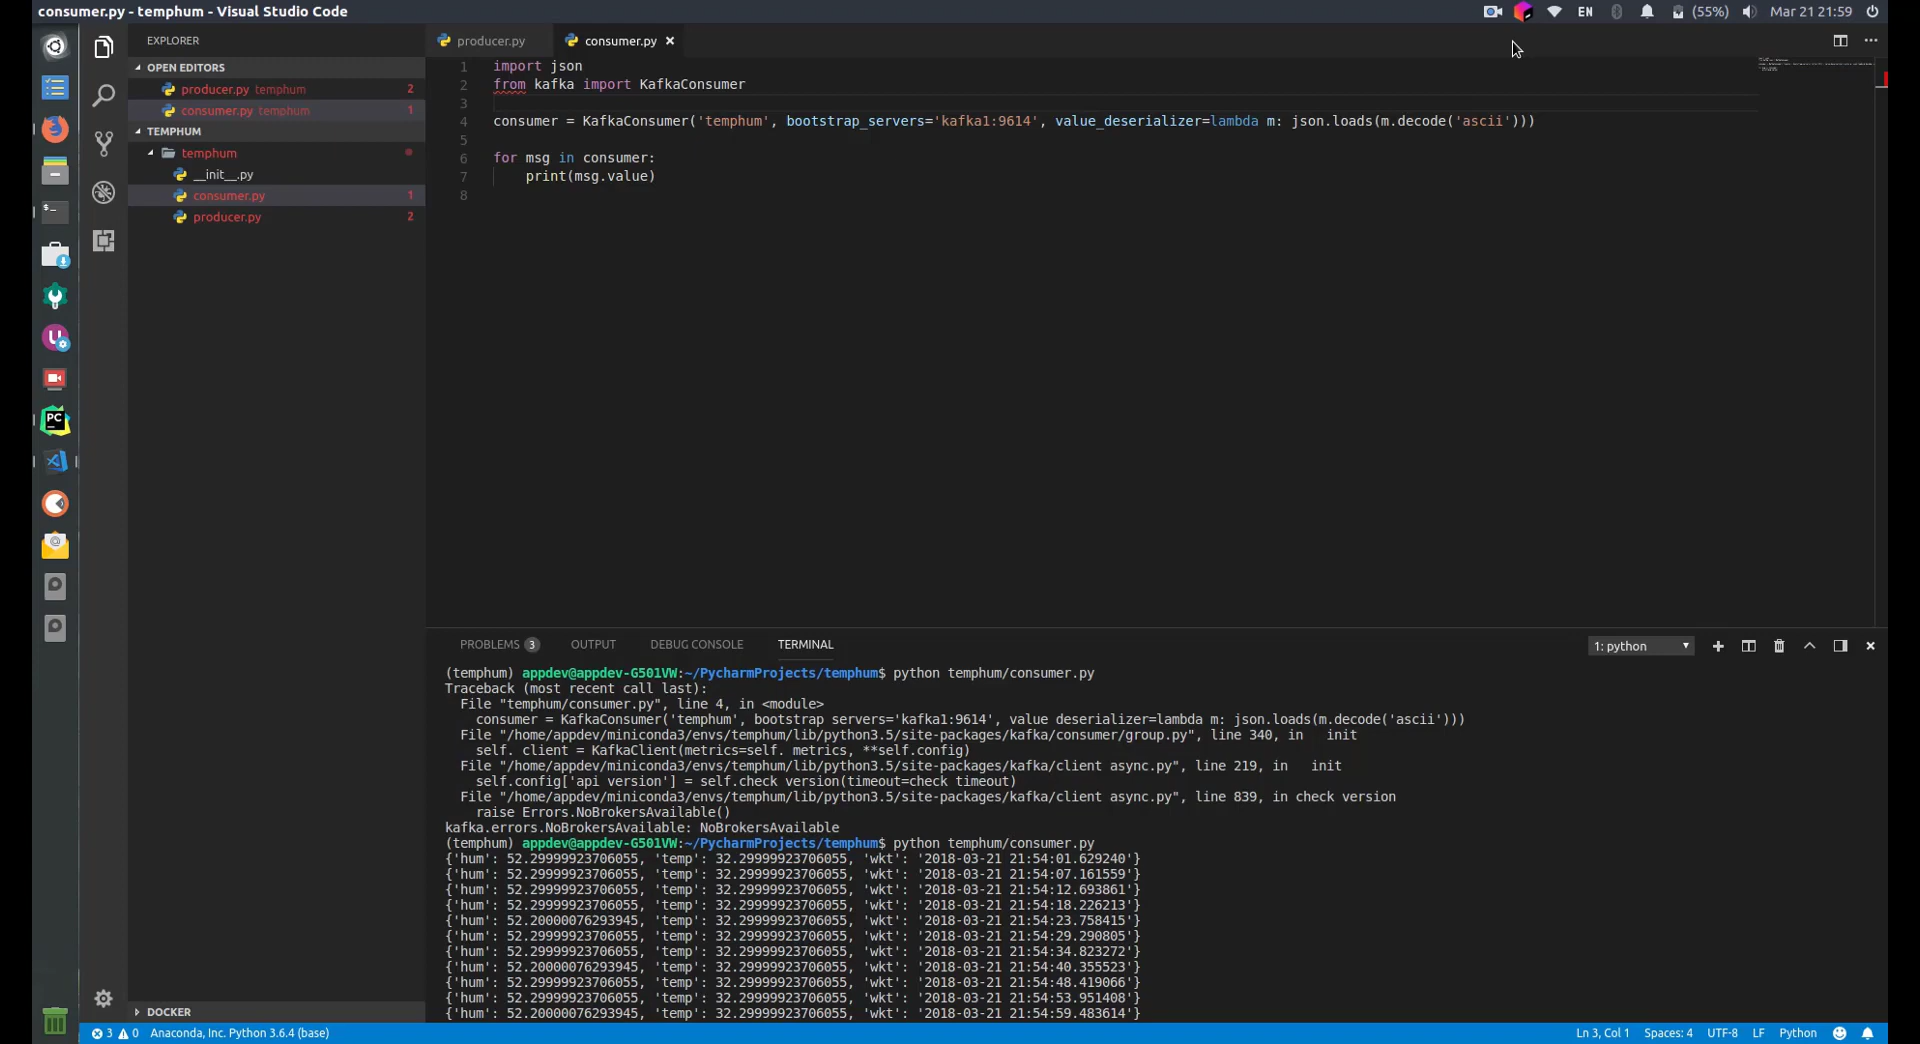 consumer.py - temphum - Visual Studio Code
EN
(55%)
Mar 21 21:59
EXPLORER
OPEN EDITORS
producer.py temphum 2
consumer.py temphum 1
TEMPHUM
temphum
__init__.py
consumer.py 1
producer.py 2
DOCKER
producer.py
consumer.py
1 import json
2 from kafka import KafkaConsumer
3
4 consumer = KafkaConsumer('temphum', bootstrap_servers='kafka1:9614', value_deserializer=lambda m: json.loads(m.decode('ascii')))
5
6 for msg in consumer:
7 print(msg.value)
8
PROBLEMS 3 OUTPUT DEBUG CONSOLE TERMINAL
1: python
(temphum) appdev@appdev-G501VW:~/PycharmProjects/temphum$ python temphum/consumer.py
Traceback (most recent call last):
File "temphum/consumer.py", line 4, in <module>
consumer = KafkaConsumer('temphum', bootstrap servers='kafka1:9614', value deserializer=lambda m: json.loads(m.decode('ascii')))
File "/home/appdev/miniconda3/envs/temphum/lib/python3.5/site-packages/kafka/consumer/group.py", line 340, in init
self. client = KafkaClient(metrics=self. metrics, **self.config)
File "/home/appdev/miniconda3/envs/temphum/lib/python3.5/site-packages/kafka/client async.py", line 219, in init
self.config['api version'] = self.check version(timeout=check timeout)
File "/home/appdev/miniconda3/envs/temphum/lib/python3.5/site-packages/kafka/client async.py", line 839, in check version
raise Errors.NoBrokersAvailable()
kafka.errors.NoBrokersAvailable: NoBrokersAvailable
(temphum) appdev@appdev-G501VW:~/PycharmProjects/temphum$ python temphum/consumer.py
{'hum': 52.29999923706055, 'temp': 32.29999923706055, 'wkt': '2018-03-21 21:54:01.629240'}
{'hum': 52.29999923706055, 'temp': 32.29999923706055, 'wkt': '2018-03-21 21:54:07.161559'}
{'hum': 52.29999923706055, 'temp': 32.29999923706055, 'wkt': '2018-03-21 21:54:12.693861'}
{'hum': 52.29999923706055, 'temp': 32.29999923706055, 'wkt': '2018-03-21 21:54:18.226213'}
{'hum': 52.20000076293945, 'temp': 32.29999923706055, 'wkt': '2018-03-21 21:54:23.758415'}
{'hum': 52.29999923706055, 'temp': 32.29999923706055, 'wkt': '2018-03-21 21:54:29.290805'}
{'hum': 52.29999923706055, 'temp': 32.29999923706055, 'wkt': '2018-03-21 21:54:34.823272'}
{'hum': 52.20000076293945, 'temp': 32.29999923706055, 'wkt': '2018-03-21 21:54:40.355523'}
{'hum': 52.29999923706055, 'temp': 32.29999923706055, 'wkt': '2018-03-21 21:54:48.419066'}
{'hum': 52.29999923706055, 'temp': 32.29999923706055, 'wkt': '2018-03-21 21:54:53.951408'}
{'hum': 52.20000076293945, 'temp': 32.29999923706055, 'wkt': '2018-03-21 21:54:59.483614'}
3 0 Anaconda, Inc. Python 3.6.4 (base)
Ln 3, Col 1 Spaces: 4 UTF-8 LF Python